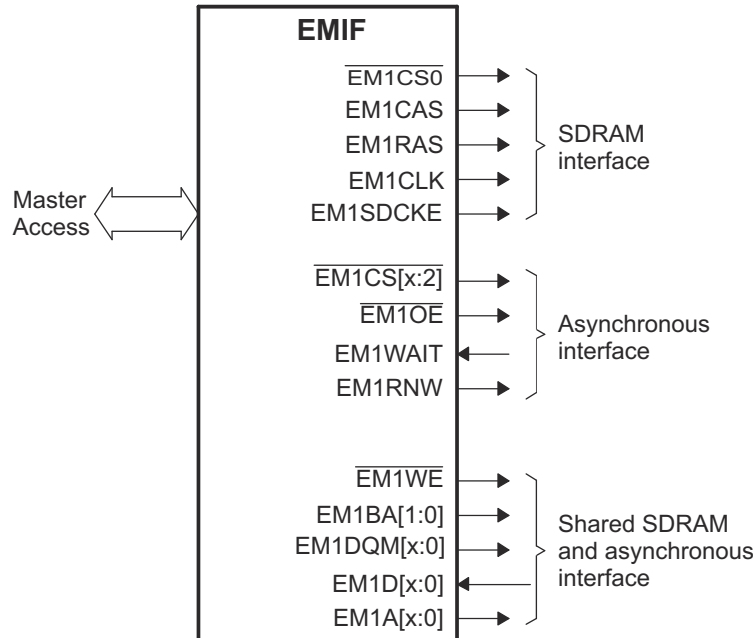 EMIF
EM1CS0
EM1CAS
EM1RAS
EM1CLK
EM1SDCKE
SDRAM
interface
Master
Access
EM1CS[x:2]
EM1OE
EM1WAIT
EM1RNW
Asynchronous
interface
EM1WE
EM1BA[1:0]
EM1DQM[x:0]
EM1D[x:0]
EM1A[x:0]
Shared SDRAM
and asynchronous
interface